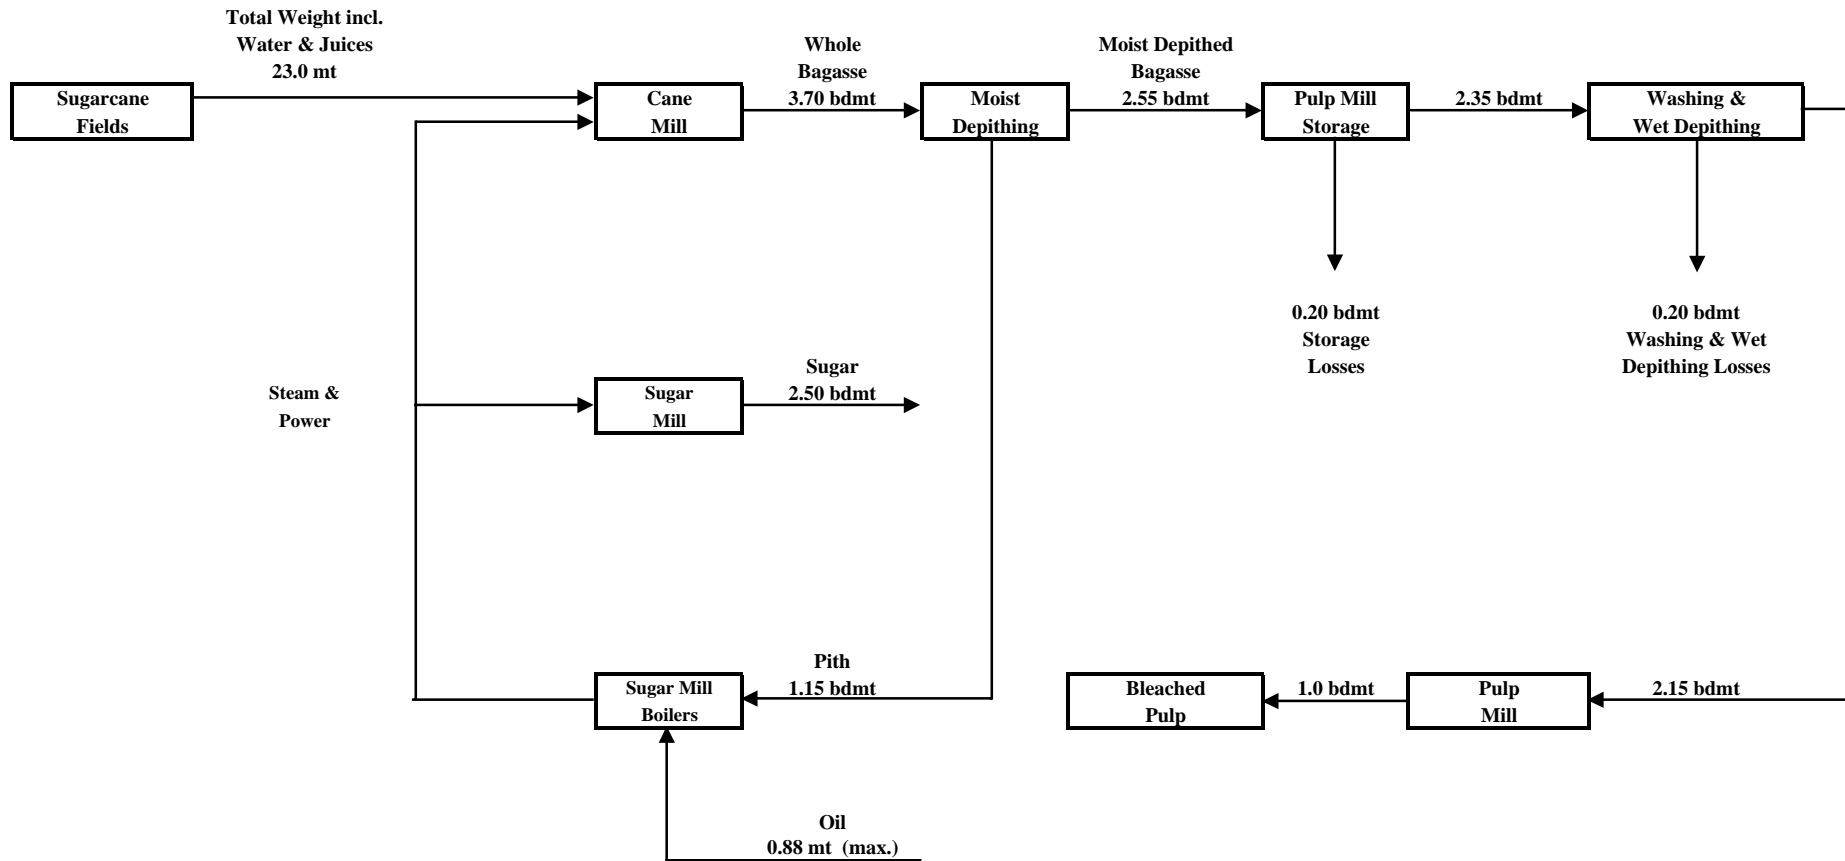 Total Weight incl.
Water & Juices
23.0 mt
Whole
Bagasse
3.70 bdmt
Moist Depithed
Bagasse
2.55 bdmt
Sugarcane
Fields
Cane
Mill
Moist
Depithing
Pulp Mill
Storage
2.35 bdmt
Washing &
Wet Depithing
0.20 bdmt
Storage
Losses
0.20 bdmt
Washing & Wet
Depithing Losses
Steam &
Power
Sugar
Mill
Sugar
2.50 bdmt
Sugar Mill
Boilers
Pith
1.15 bdmt
Bleached
Pulp
1.0 bdmt
Pulp
Mill
2.15 bdmt
Oil
0.88 mt (max.)